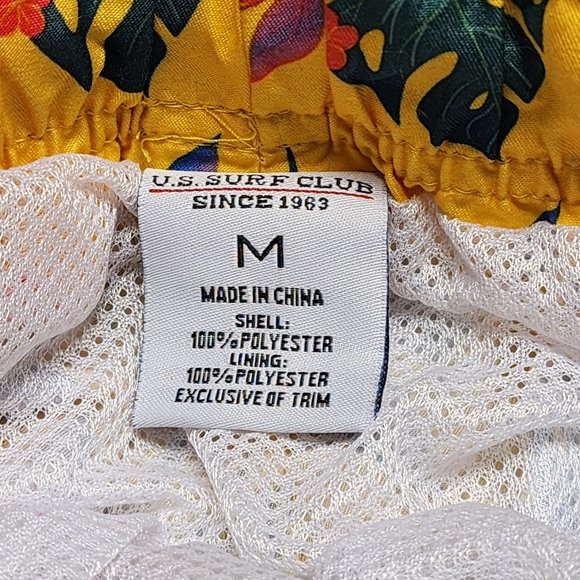 U.S. SURF CLUB
SINCE 1963
M
MADE IN CHINA
SHELL:
100%POLYESTER
LINING:
100%POLYESTER
EXCLUSIVE OF TRIM